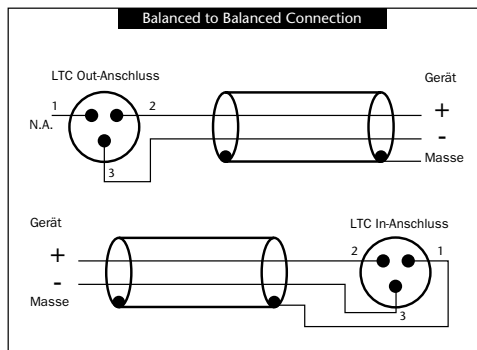 Balanced to Balanced Connection
LTC Out-Anschluss
Gerät
1
2
+
N.A.
-
3
Masse
Gerät
LTC In-Anschluss
+
2
1
-
Masse
3